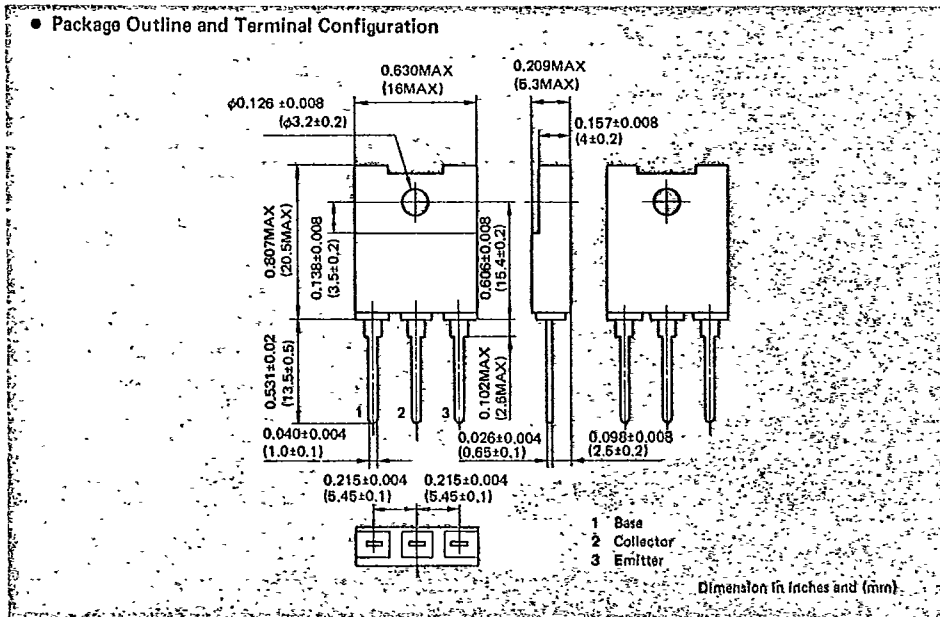 ● Package Outline and Terminal Configuration
0.630MAX
(16MAX)
0.209MAX
(5.3MAX)
ϕ0.126 ±0.008
(ϕ3.2±0.2)
0.157±0.008
(4±0.2)
0.807MAX
(20.5MAX)
0.138±0.008
(3.5±0.2)
0.606±0.008
(15.4±0.2)
0.531±0.02
(13.5±0.5)
0.102MAX
(2.6MAX)
1
2
3
0.040±0.004
(1.0±0.1)
0.026±0.004
(0.65±0.1)
0.098±0.008
(2.5±0.2)
0.215±0.004
(5.45±0.1)
0.215±0.004
(5.45±0.1)
1 Base
2 Collector
3 Emitter
Dimension in inches and (mm)